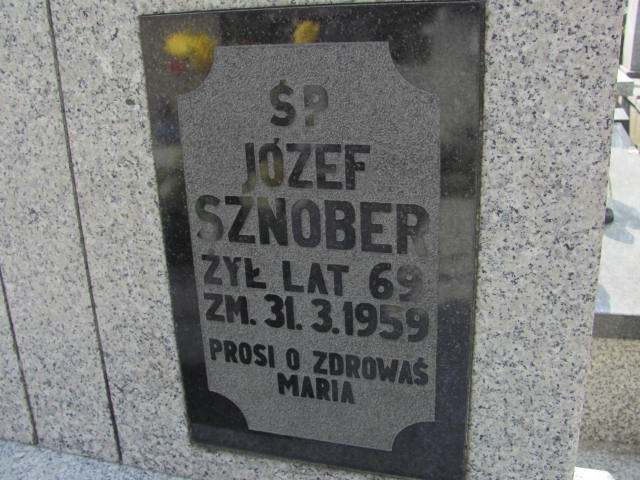 ŚP
JÓZEF
SZNOBER
ŻYŁ LAT 69
ZM. 31.3.1959
PROSI O ZDROWAŚ
MARIA